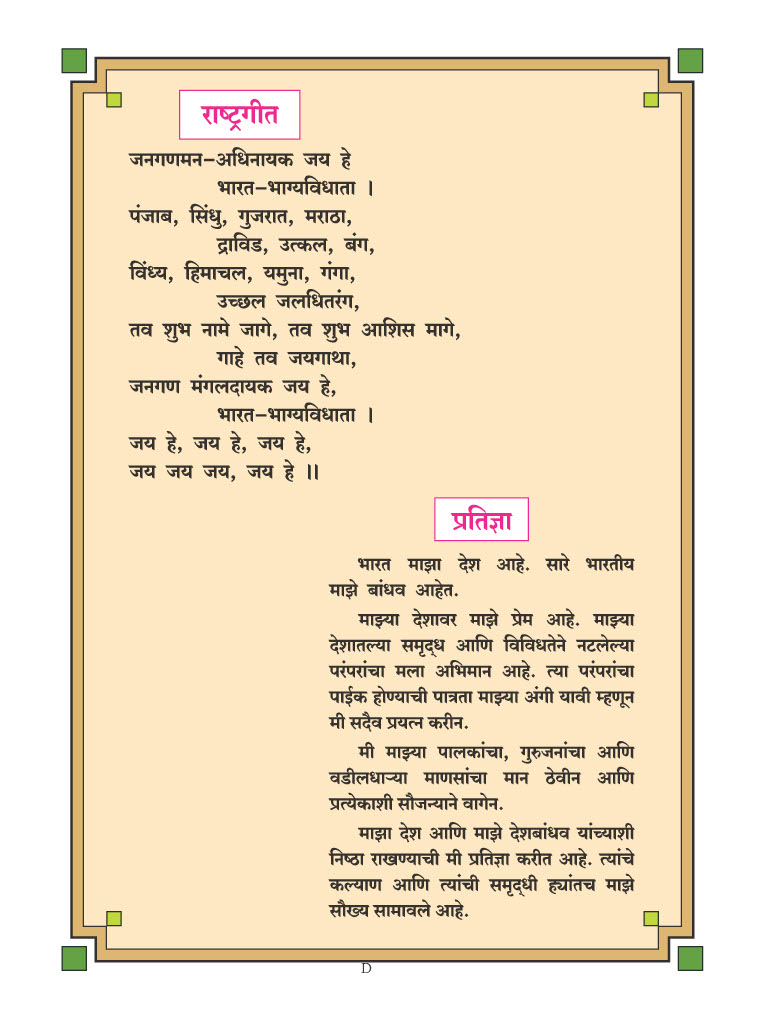 राष्ट्रगीत
जनगणमन–अधिनायक जय हे
भारत–भाग्यविधाता ।
पंजाब, सिंधु, गुजरात, मराठा,
द्राविड, उत्कल, बंग,
विंध्य, हिमाचल, यमुना, गंगा,
उच्छल जलधितरंग,
तव शुभ नामे जागे, तव शुभ आशिस मागे,
गाहे तव जयगाथा,
जनगण मंगलदायक जय हे,
भारत–भाग्यविधाता ।
जय हे, जय हे, जय हे,
जय जय जय, जय हे ।।
प्रतिज्ञा
भारत माझा देश आहे. सारे भारतीय
माझे बांधव आहेत.
माझ्या देशावर माझे प्रेम आहे. माझ्या
देशातल्या समृद्ध आणि विविधतेने नटलेल्या
परंपरांचा मला अभिमान आहे. त्या परंपरांचा
पाईक होण्याची पात्रता माझ्या अंगी यावी म्हणून
मी सदैव प्रयत्न करीन.
मी माझ्या पालकांचा, गुरुजनांचा आणि
वडीलधाऱ्या माणसांचा मान ठेवीन आणि
प्रत्येकाशी सौजन्याने वागेन.
माझा देश आणि माझे देशबांधव यांच्याशी
निष्ठा राखण्याची मी प्रतिज्ञा करीत आहे. त्यांचे
कल्याण आणि त्यांची समृद्धी ह्यांतच माझे
सौख्य सामावले आहे.
D